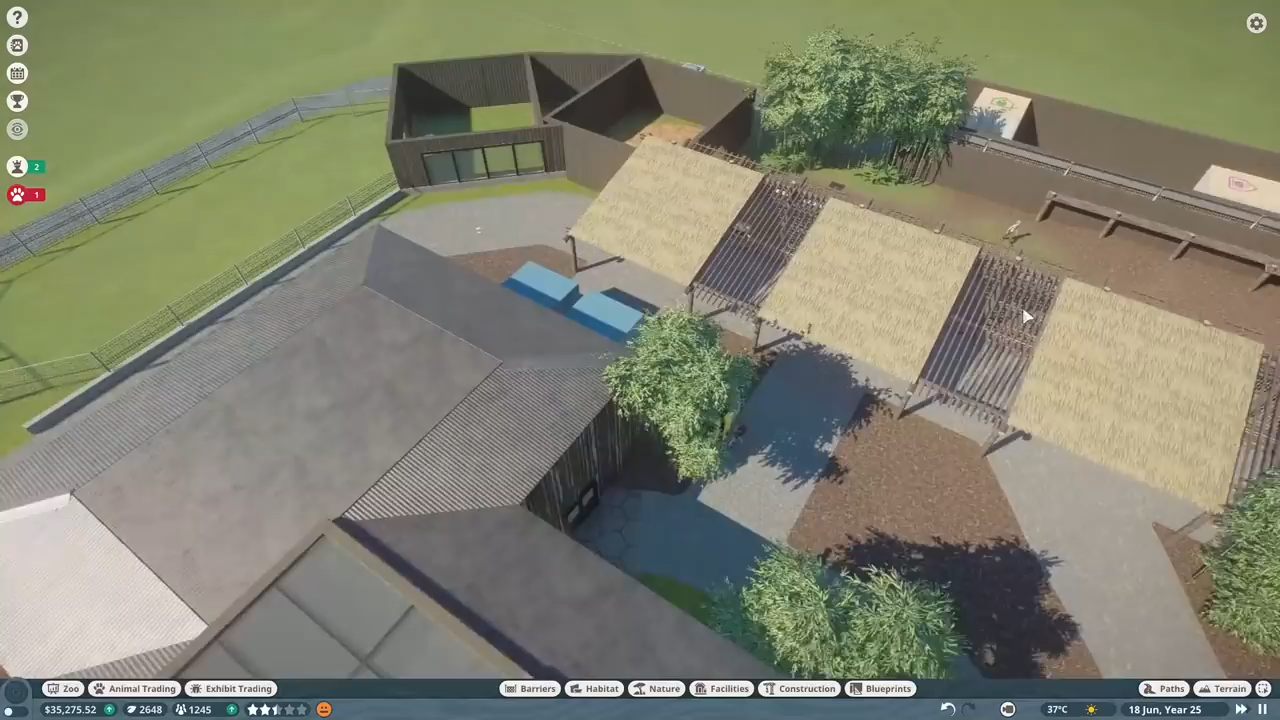 ?
2
1
Zoo
Animal Trading
Exhibit Trading
Barriers
Habitat
Nature
Facilities
Construction
Blueprints
Paths
Terrain
$35,275.52
2648
1245
37°C
18 Jun, Year 25